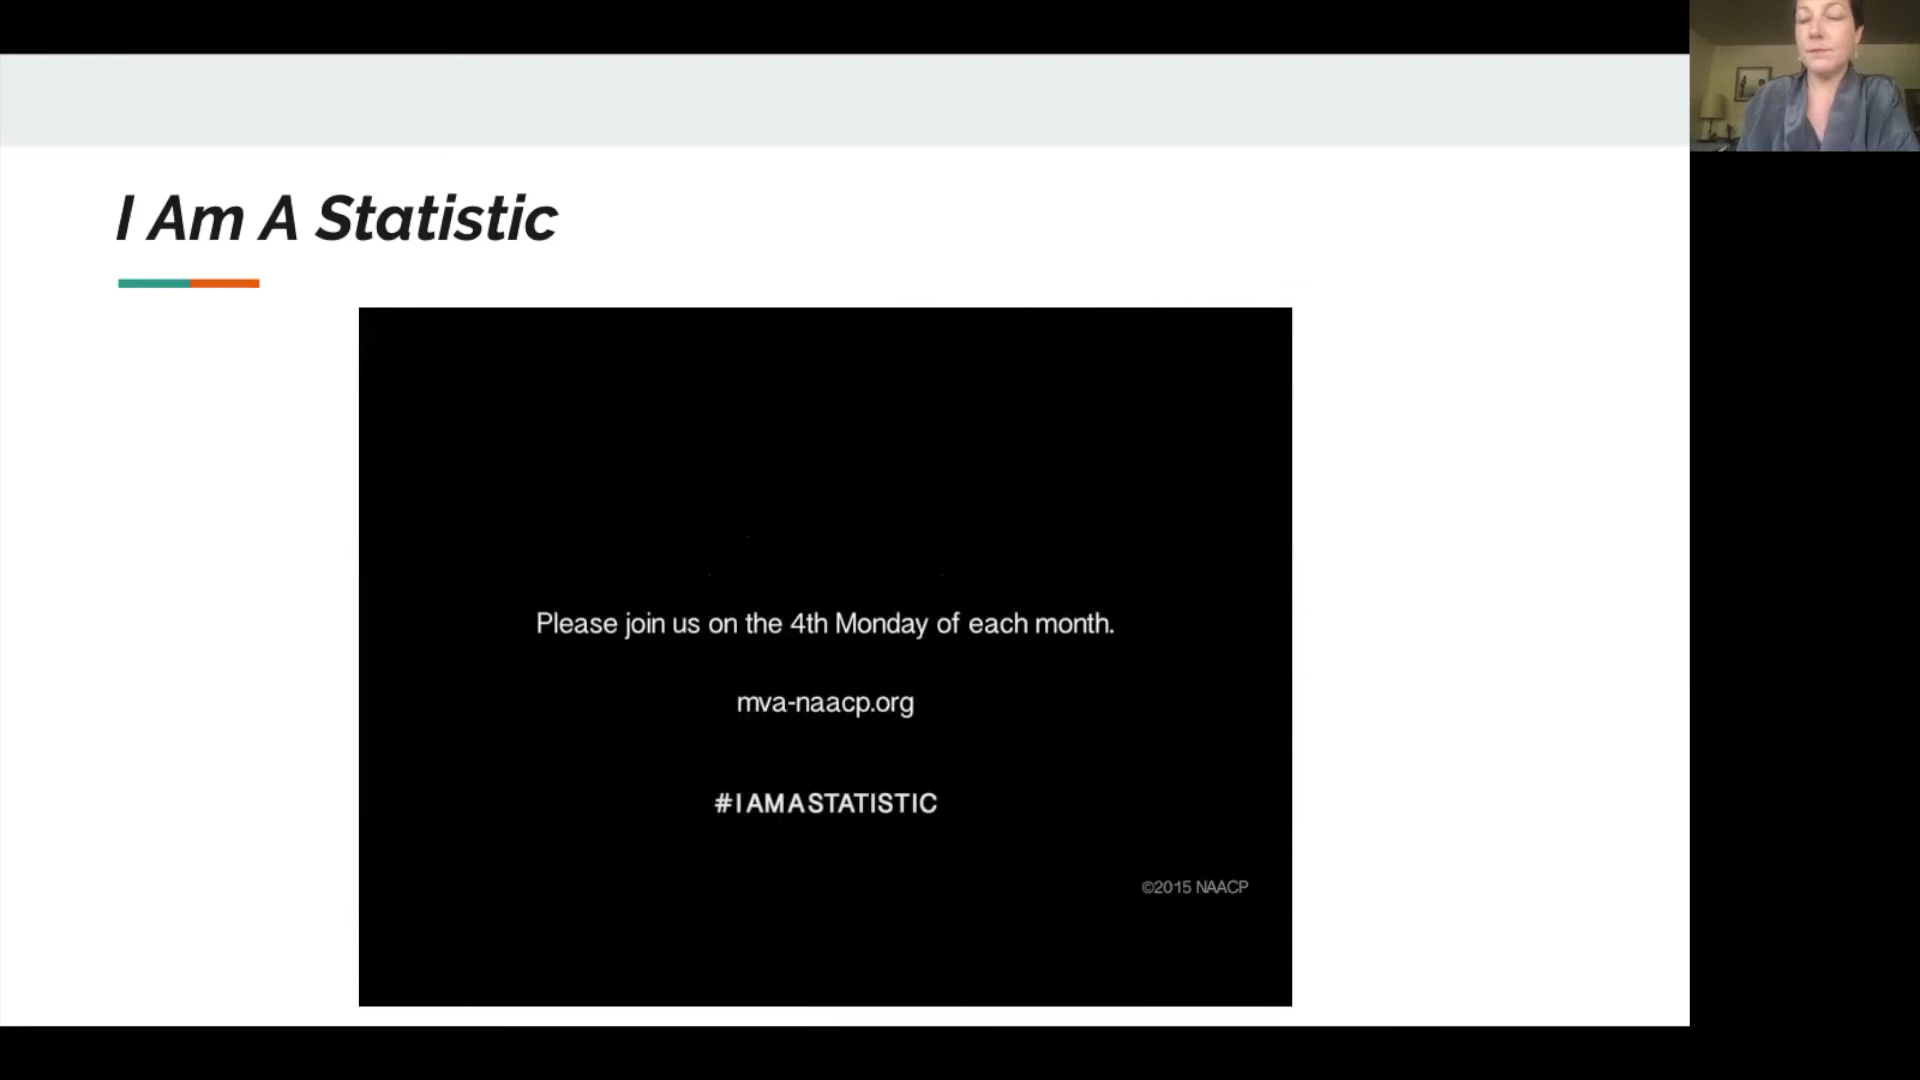 I Am A Statistic
Please join us on the 4th Monday of each month.
mva-naacp.org
#IAMASTATISTIC
©2015 NAACP